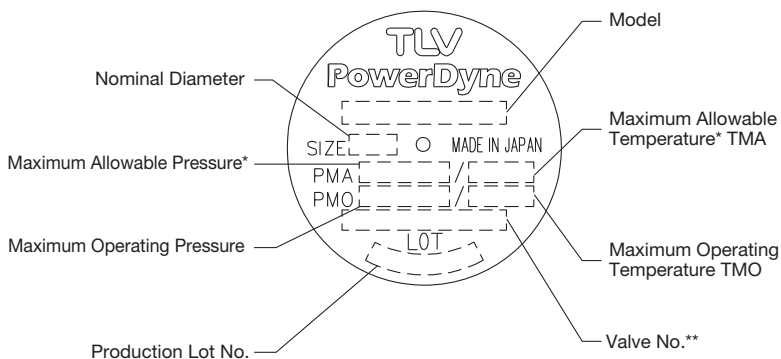 Model
TLV
PowerDyne
Nominal Diameter
Maximum Allowable
Temperature* TMA
SIZE
MADE IN JAPAN
Maximum Allowable Pressure*
PMA /
PMO /
Maximum Operating Pressure
LOT
Maximum Operating
Temperature TMO
Valve No.**
Production Lot No.